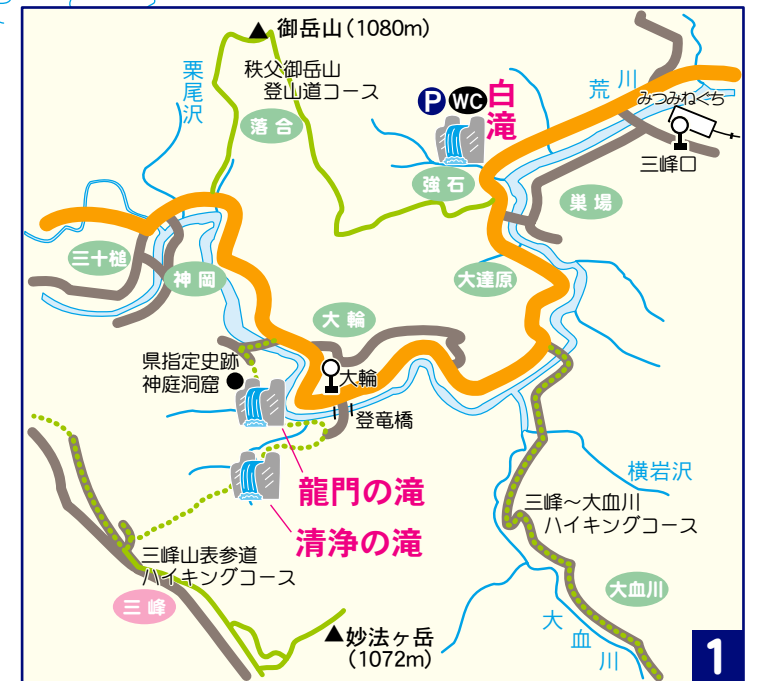 御岳山(1080m)
秩父御岳山
登山道コース
栗尾沢
落合
P
WC
白滝
荒川
みつみねぐち
三峰口
強石
巣場
三十槌
神岡
大達原
大輪
県指定史跡
神庭洞窟
大輪
登竜橋
龍門の滝
清浄の滝
横岩沢
三峰～大血川
ハイキングコース
三峰山表参道
ハイキングコース
三峰
大血川
大血川
妙法ヶ岳
(1072m)
1